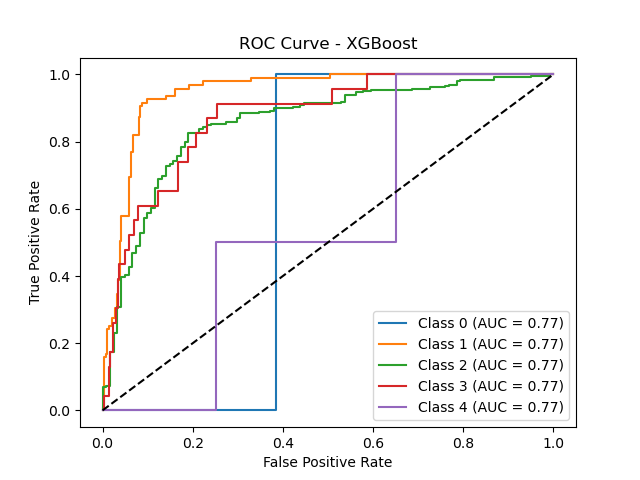 ROC Curve - XGBoost
True Positive Rate
1.0
0.8
0.6
0.4
0.2
0.0
Class 0 (AUC = 0.77)
Class 1 (AUC = 0.77)
Class 2 (AUC = 0.77)
Class 3 (AUC = 0.77)
Class 4 (AUC = 0.77)
0.0 0.2 0.4 0.6 0.8 1.0
False Positive Rate